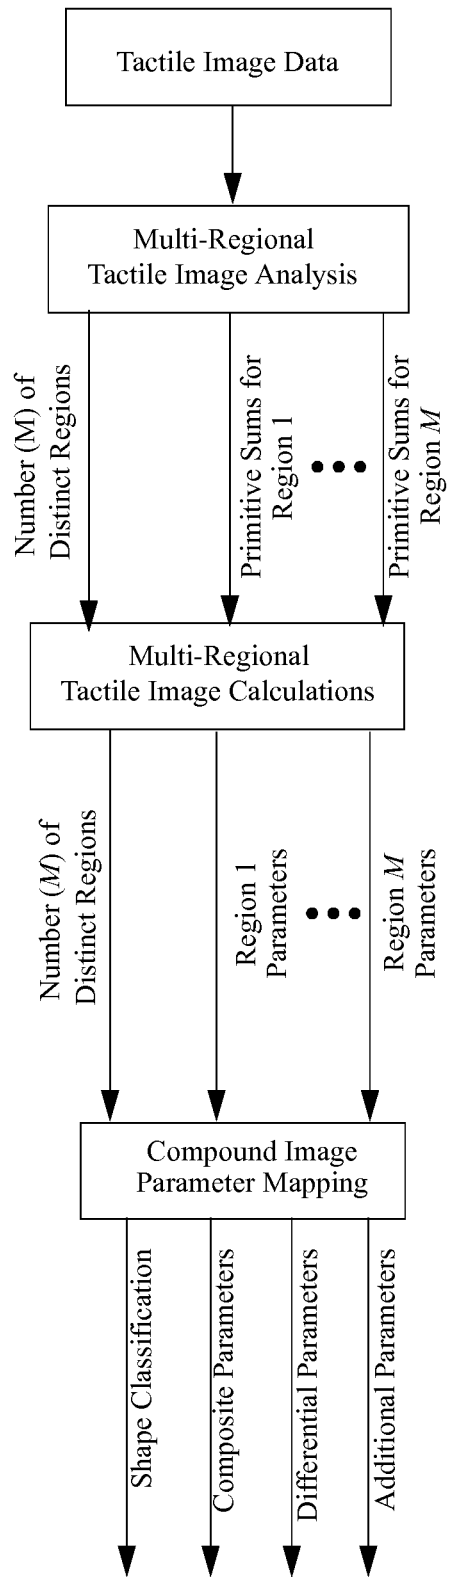 Tactile Image Data
Multi-Regional
Tactile Image Analysis
Number (M) of
Distinct Regions
Primitive Sums for
Region 1
Primitive Sums for
Region M
Multi-Regional
Tactile Image Calculations
Number (M) of
Distinct Regions
Region 1
Parameters
Region M
Parameters
Compound Image
Parameter Mapping
Shape Classification
Composite Parameters
Differential Parameters
Additional Parameters